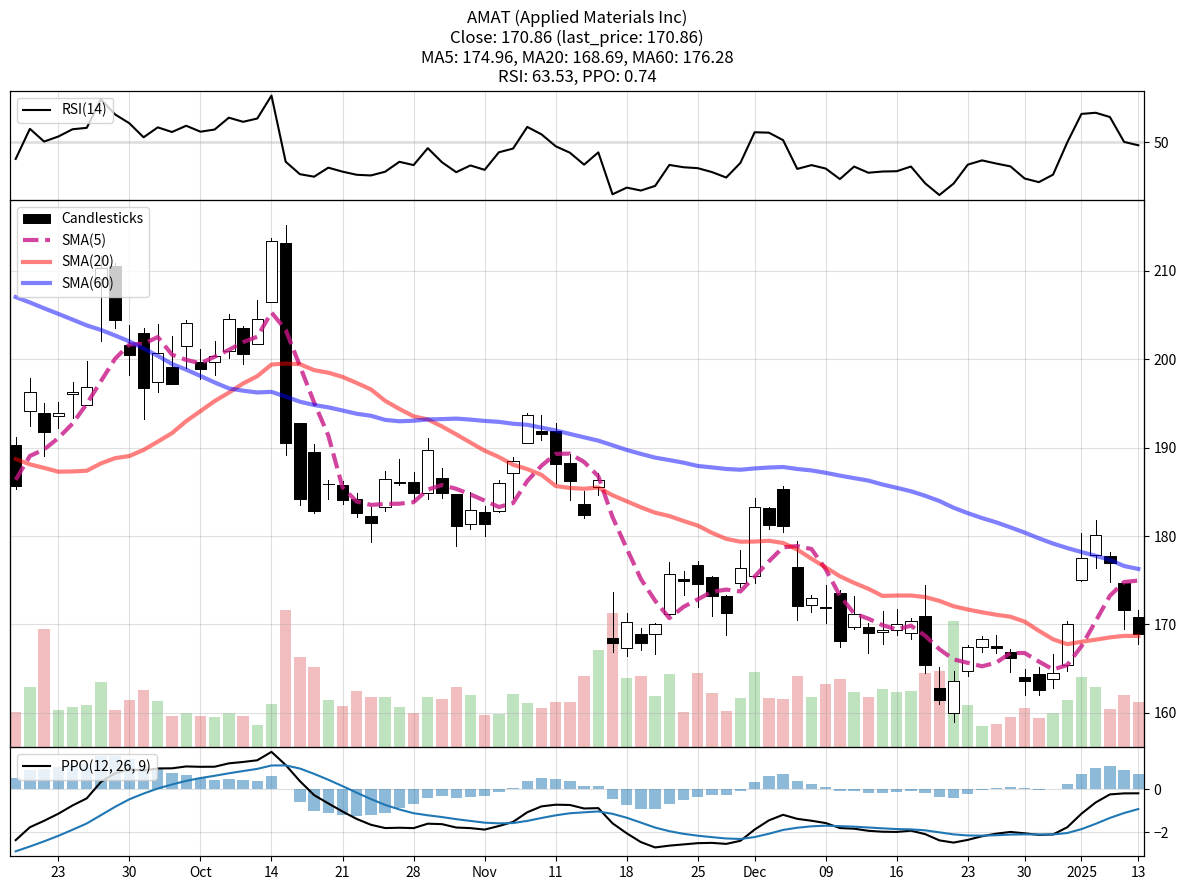 AMAT (Applied Materials Inc)
Close: 170.86 (last_price: 170.86)
MA5: 174.96, MA20: 168.69, MA60: 176.28
RSI: 63.53, PPO: 0.74
RSI(14)
50
Candlesticks
SMA(5)
SMA(20)
SMA(60)
210
200
190
180
170
160
PPO(12, 26, 9)
0
−2
23 30 Oct 14 21 28 Nov 11 18 25 Dec 09 16 23 30 2025 13